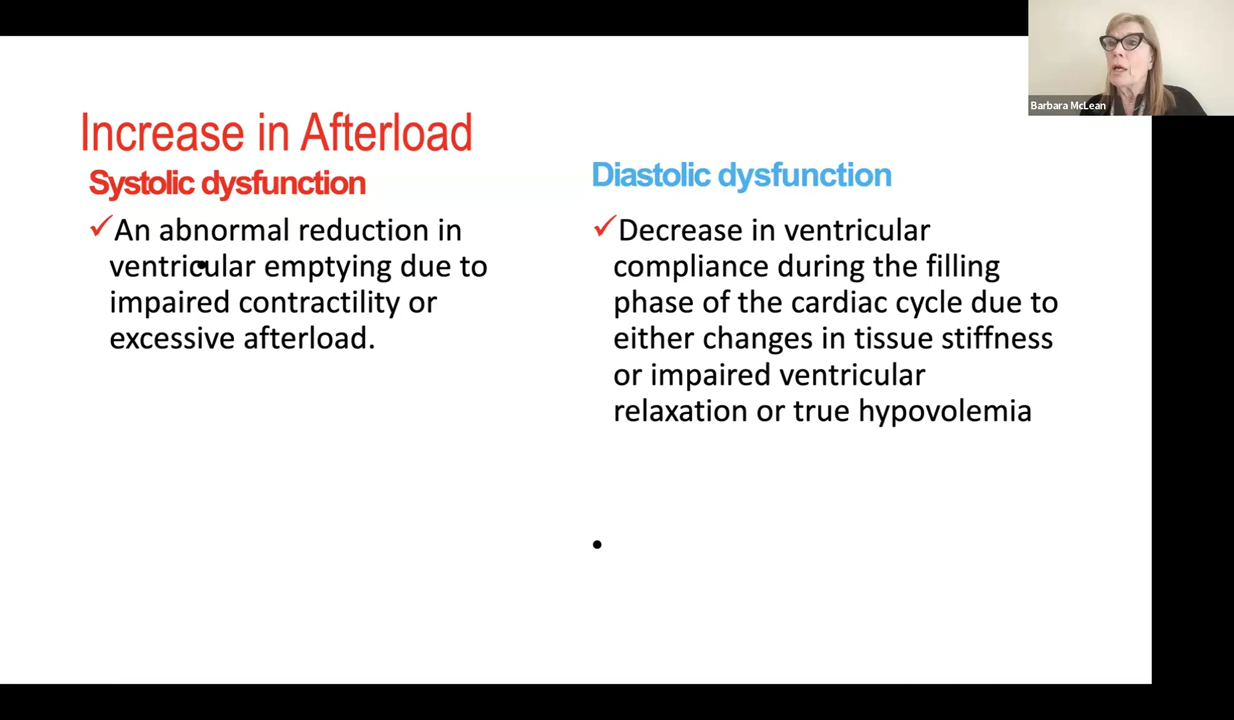 Barbara McLean
Increase in Afterload
Systolic dysfunction
✓An abnormal reduction in
ventricular emptying due to
impaired contractility or
excessive afterload.
Diastolic dysfunction
✓Decrease in ventricular
compliance during the filling
phase of the cardiac cycle due to
either changes in tissue stiffness
or impaired ventricular
relaxation or true hypovolemia
•